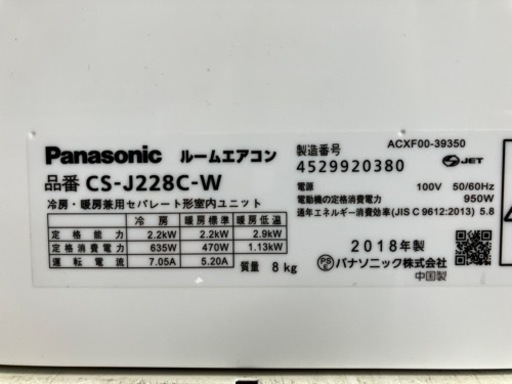 Panasonic ルームエアコン
品番 CS-J228C-W
冷房・暖房兼用セパレート形室内ユニット
冷房 暖房標準 暖房低温
定格能力 2.2kW 2.2kW 2.9kW
定格消費電力 635W 470W 1.13kW
運転電流 7.05A 5.20A
質量 8kg
ACXF00-39350
製造番号
4529920380
JET
電源 100V 50/60Hz
電動機の定格消費電力 950W
通年エネルギー消費効率(JIS C 9612:2013) 5.8
2018年製
PS E パナソニック株式会社
中国製